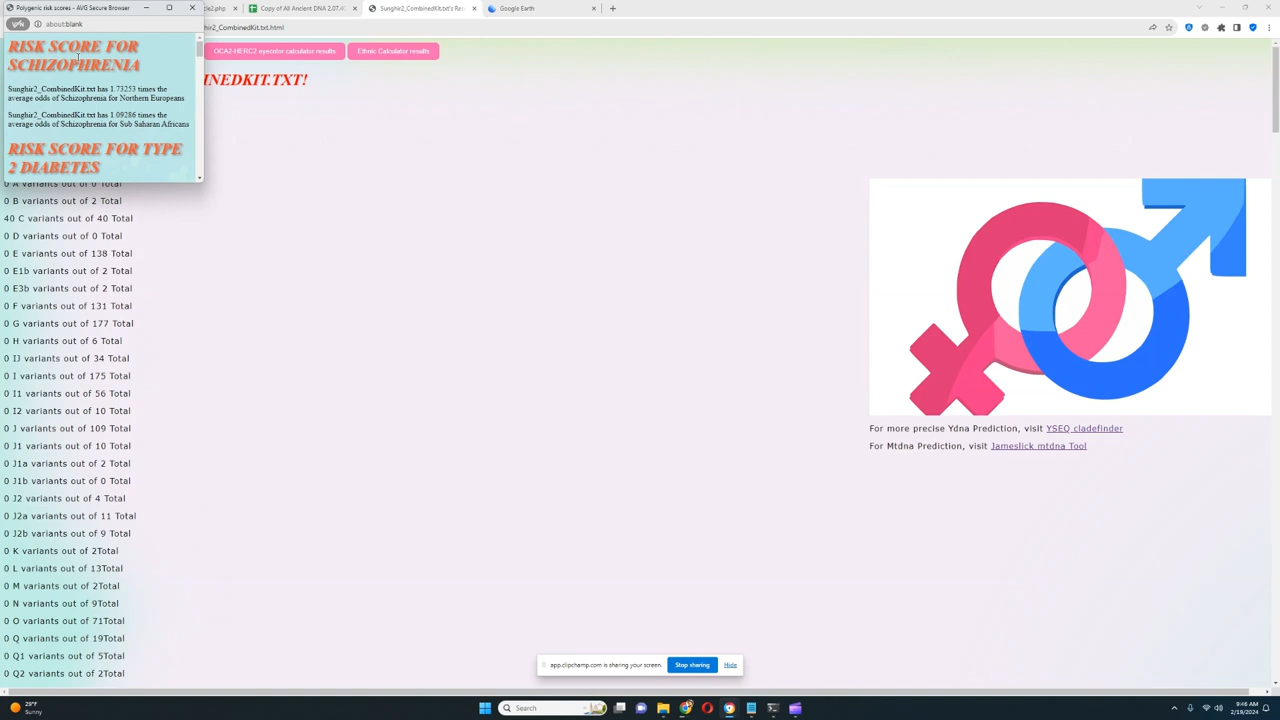 Polygenic risk scores - AVG Secure Browser
cle2.php
Copy of All Ancient DNA 2.07.4
Sunghir2_CombinedKit.txt's Re
Google Earth
about:blank
hir2_CombinedKit.txt.html
RISK SCORE FOR
SCHIZOPHRENIA
OCA2-HERC2 eyecolor calculator results
Ethnic Calculator results
INEDKIT.TXT!
Sunghir2_CombinedKit.txt has 1.73253 times the
average odds of Schizophrenia for Northern Europeans
Sunghir2_CombinedKit.txt has 1.09286 times the
average odds of Schizophrenia for Sub Saharan Africans
RISK SCORE FOR TYPE
2 DIABETES
0 A variants out of 0 Total
0 B variants out of 2 Total
40 C variants out of 40 Total
0 D variants out of 0 Total
0 E variants out of 138 Total
0 E1b variants out of 2 Total
0 E3b variants out of 2 Total
0 F variants out of 131 Total
0 G variants out of 177 Total
0 H variants out of 6 Total
0 IJ variants out of 34 Total
0 I variants out of 175 Total
0 I1 variants out of 56 Total
0 I2 variants out of 10 Total
0 J variants out of 109 Total
0 J1 variants out of 10 Total
0 J1a variants out of 2 Total
0 J1b variants out of 0 Total
0 J2 variants out of 4 Total
0 J2a variants out of 11 Total
0 J2b variants out of 9 Total
0 K variants out of 2Total
0 L variants out of 13Total
0 M variants out of 2Total
0 N variants out of 9Total
0 O variants out of 71Total
0 Q variants out of 19Total
0 Q1 variants out of 5Total
0 Q2 variants out of 2Total
For more precise Ydna Prediction, visit YSEQ cladefinder
For Mtdna Prediction, visit Jameslick mtdna Tool
app.clipchamp.com is sharing your screen.
Stop sharing
Hide
29°F
Sunny
Search
9:46 AM
2/19/2024